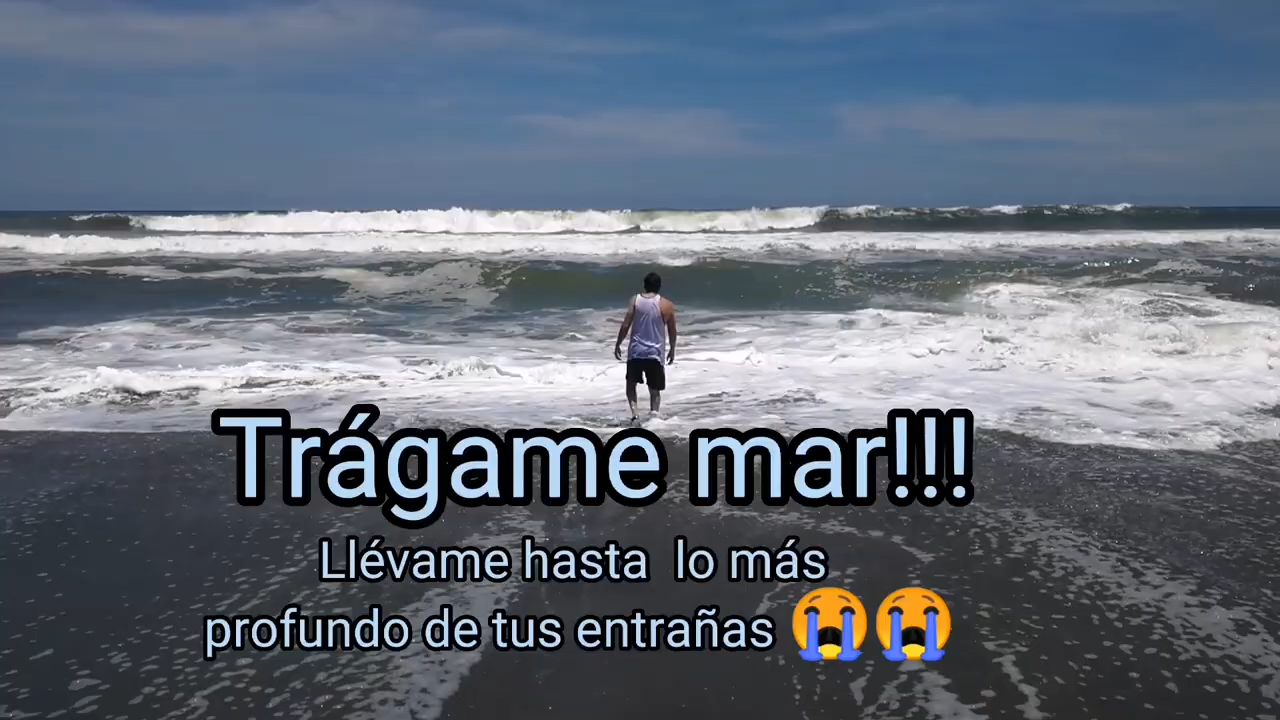 Trágame mar!!!
Llévame hasta lo más
profundo de tus entrañas 😭😭